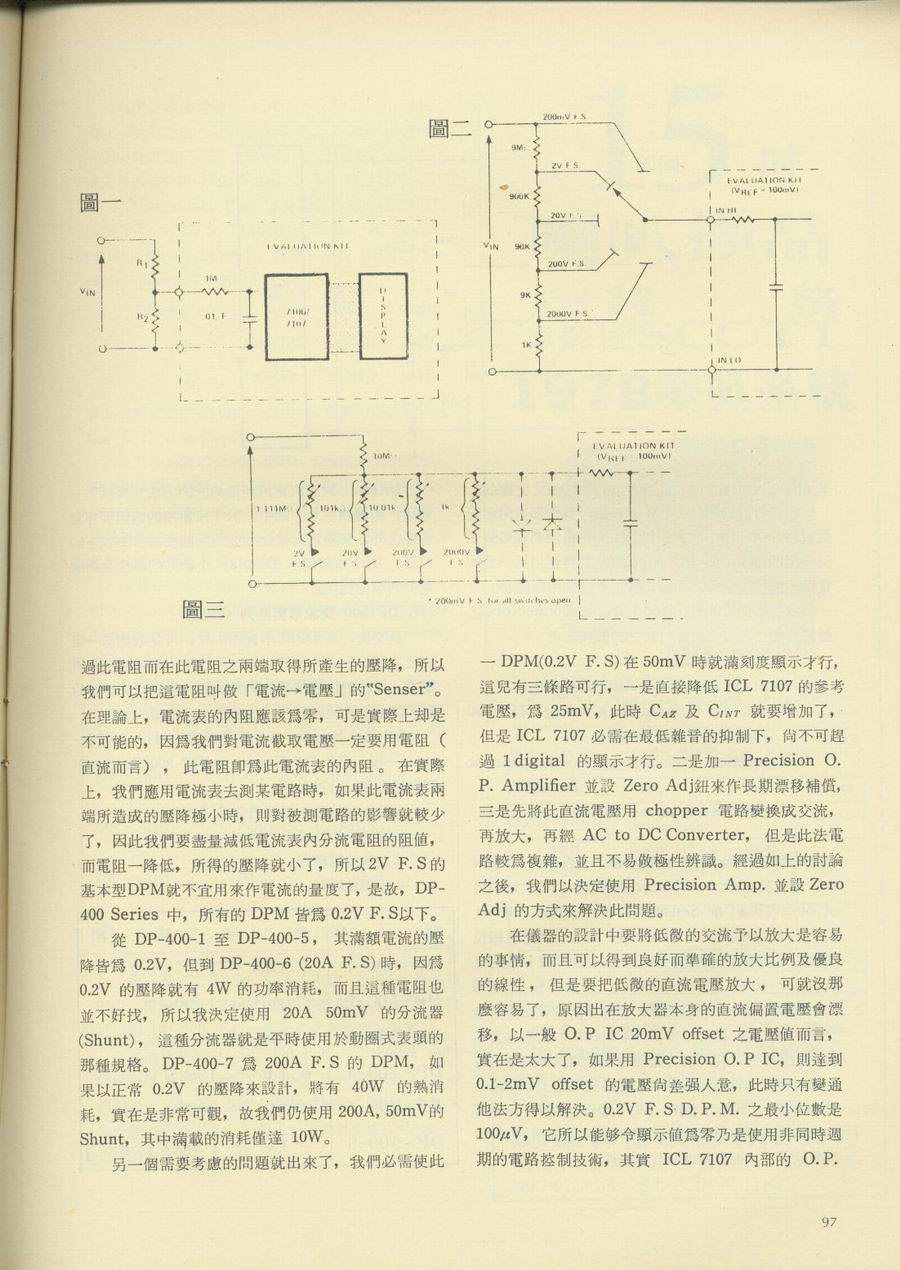 圖一
VIN
R1
R2
1M
EVALUATION KIT
7106/
7107
DISPLAY
圖二
200mV F.S.
9M
2V F.S.
900K
20V F.S.
VIN
90K
200V F.S.
9K
2000V F.S.
1K
EVALUATION KIT
(VREF = 100mV)
IN HI
IN LO
圖三
10M
1.111M
101k
10.01k
1k
2V
F.S.
20V
F.S.
200V
F.S.
2000V
F.S.
EVALUATION KIT
(VREF 100mV)
* 200mV F.S. for all switches open
過此電阻而在此電阻之兩端取得所產生的壓降，所以
我們可以把這電阻叫做「電流→電壓」的"Senser"。
在理論上，電流表的內阻應該爲零，可是實際上却是
不可能的，因爲我們對電流截取電壓一定要用電阻（
直流而言），此電阻卽爲此電流表的內阻。在實際
上，我們應用電流表去測某電路時，如果此電流表兩
端所造成的壓降極小時，則對被測電路的影響就較少
了，因此我們要盡量減低電流表內分流電阻的阻値，
而電阻一降低，所得的壓降就小了，所以2V F. S的
基本型DPM就不宜用來作電流的量度了，是故，DP-
400 Series 中，所有的 DPM 皆爲 0.2V F. S以下。
從 DP-400-1 至 DP-400-5，其滿額電流的壓
降皆爲 0.2V，但到 DP-400-6 (20A F. S) 時，因爲
0.2V 的壓降就有 4W 的功率消耗，而且這種電阻也
並不好找，所以我決定使用 20A 50mV 的分流器
(Shunt)，這種分流器就是平時使用於動圈式表頭的
那種規格。DP-400-7 爲 200A F. S 的 DPM，如
果以正常 0.2V 的壓降來設計，將有 40W 的熱消
耗，實在是非常可觀，故我們仍使用 200A, 50mV的
Shunt，其中滿載的消耗僅達 10W。
另一個需要考慮的問題就出來了，我們必需使此
一 DPM(0.2V F. S) 在 50mV 時就滿刻度顯示才行，
這兒有三條路可行，一是直接降低 ICL 7107 的參考
電壓，爲 25mV，此時 CAZ 及 CINT 就要增加了，
但是 ICL 7107 必需在最低雜音的抑制下，尙不可超
過 1 digital 的顯示才行。二是加一 Precision O.
P. Amplifier 並設 Zero Adj鈕來作長期漂移補償，
三是先將此直流電壓用 chopper 電路變換成交流，
再放大，再經 AC to DC Converter，但是此法電
路較爲複雜，並且不易做極性辨識。經過如上的討論
之後，我們以決定使用 Precision Amp. 並設 Zero
Adj 的方式來解決此問題。
在儀器的設計中要將低微的交流予以放大是容易
的事情，而且可以得到良好而準確的放大比例及優良
的線性，但是要把低微的直流電壓放大，可就沒那
麼容易了，原因出在放大器本身的直流偏置電壓會漂
移，以一般 O. P IC 20mV offset 之電壓値而言，
實在是太大了，如果用 Precision O. P IC，則達到
0.1-2mV offset 的電壓尙差强人意，此時只有變通
他法方得以解決。0.2V F. S D. P. M. 之最小位數是
100μV，它所以能够令顯示値爲零乃是使用非同時週
期的電路控制技術，其實 ICL 7107 內部的 O. P.
97